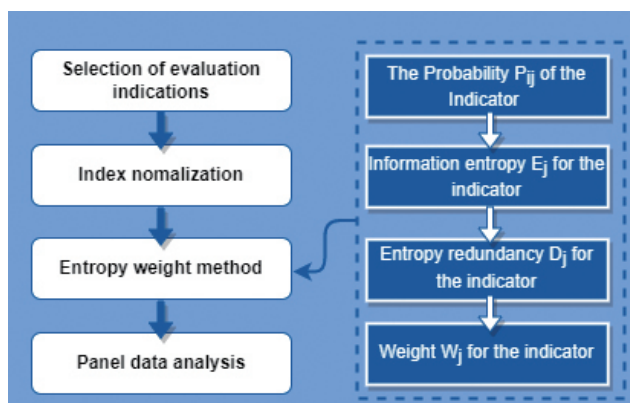 Selection of evaluation
indications
Index nomalization
Entropy weight method
Panel data analysis
The Probability Pij of the
Indicator
Information entropy Ej for the
indicator
Entropy redundancy Dj for
the indicator
Weight Wj for the indicator